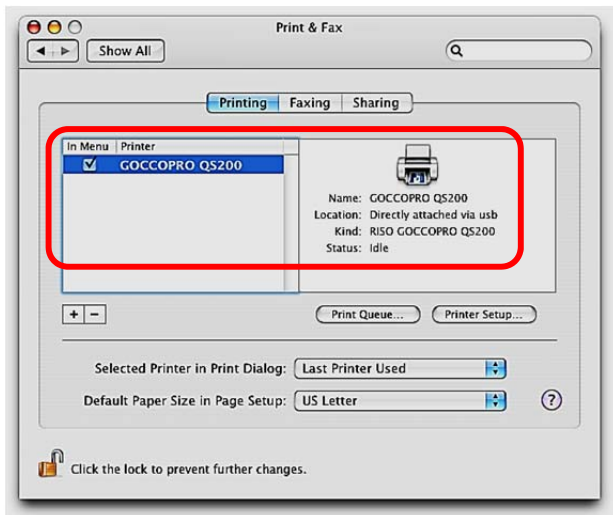 Print & Fax
Show All
Printing Faxing Sharing
In Menu Printer
GOCCOPRO QS200
Name: GOCCOPRO QS200
Location: Directly attached via usb
Kind: RISO GOCCOPRO QS200
Status: Idle
+ −
Print Queue... Printer Setup...
Selected Printer in Print Dialog: Last Printer Used
Default Paper Size in Page Setup: US Letter ?
Click the lock to prevent further changes.